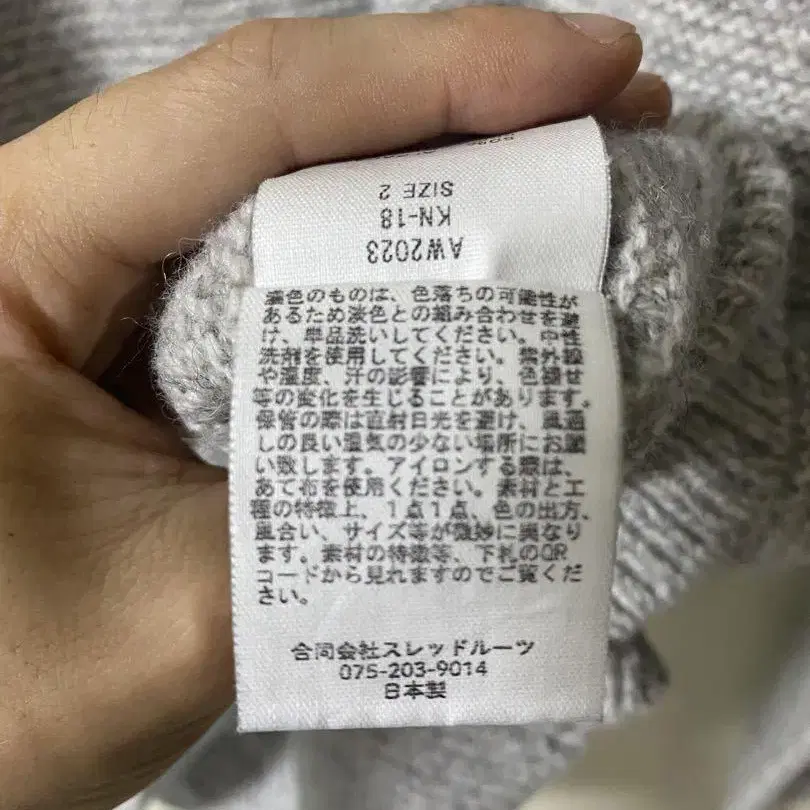 AW2023
KN-18
SIZE 2
濃色のものは、色落ちの可能性が
あるため淡色との組み合わせを避
け、単品洗いしてください。中性
洗剤を使用してください。紫外線
や湿度、汗の影響により、色褪せ
等の変化を生じることがあります。
保管の際は直射日光を避け、風通
しの良い湿気の少ない場所にお願
い致します。アイロンする際は、
あて布を使用ください。素材と工
程の特徴上、1点1点、色の出方、
風合い、サイズ等が微妙に異なり
ます。素材の特徴等、下札のQR
コードから見れますのでご覧くだ
さい。
合同会社スレッドルーツ
075-203-9014
日本製